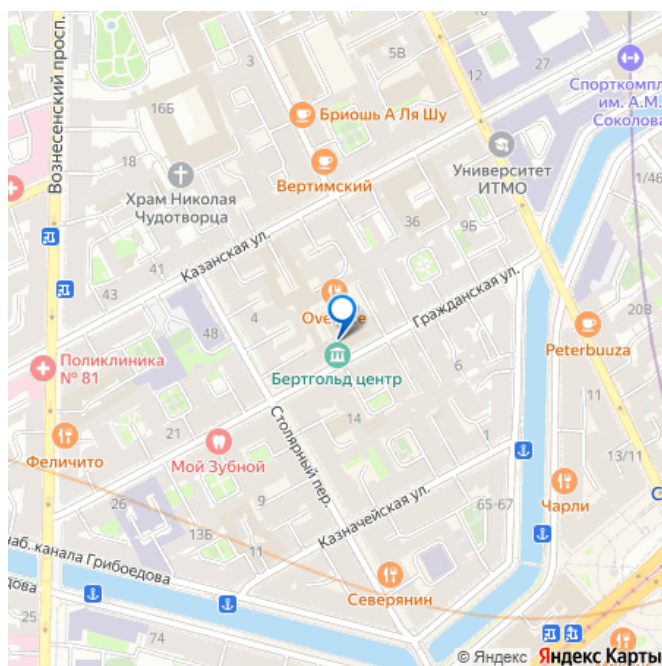 Вознесенский просп.
5В
12
27
Спорткомпл
им. А.М.
Соколова
16Б
Бриошь А Ля Шу
18
Университет
ИТМО
Вертимский
Храм Николая
Чудотворца
1/46
36
9Б
Казанская ул.
41
43
Гражданская ул.
20В
4
48
Peterbuuza
Поликлиника
№ 81
Бертгольд центр
6
11
14
21
Столярный пер.
Мой Зубной
Феличито
1
13/11
Чарли
9
65-67
Казначейская ул.
13Б
11
наб. канала Грибоедова
Северянин
25
74
© Яндекс Яндекс Карты